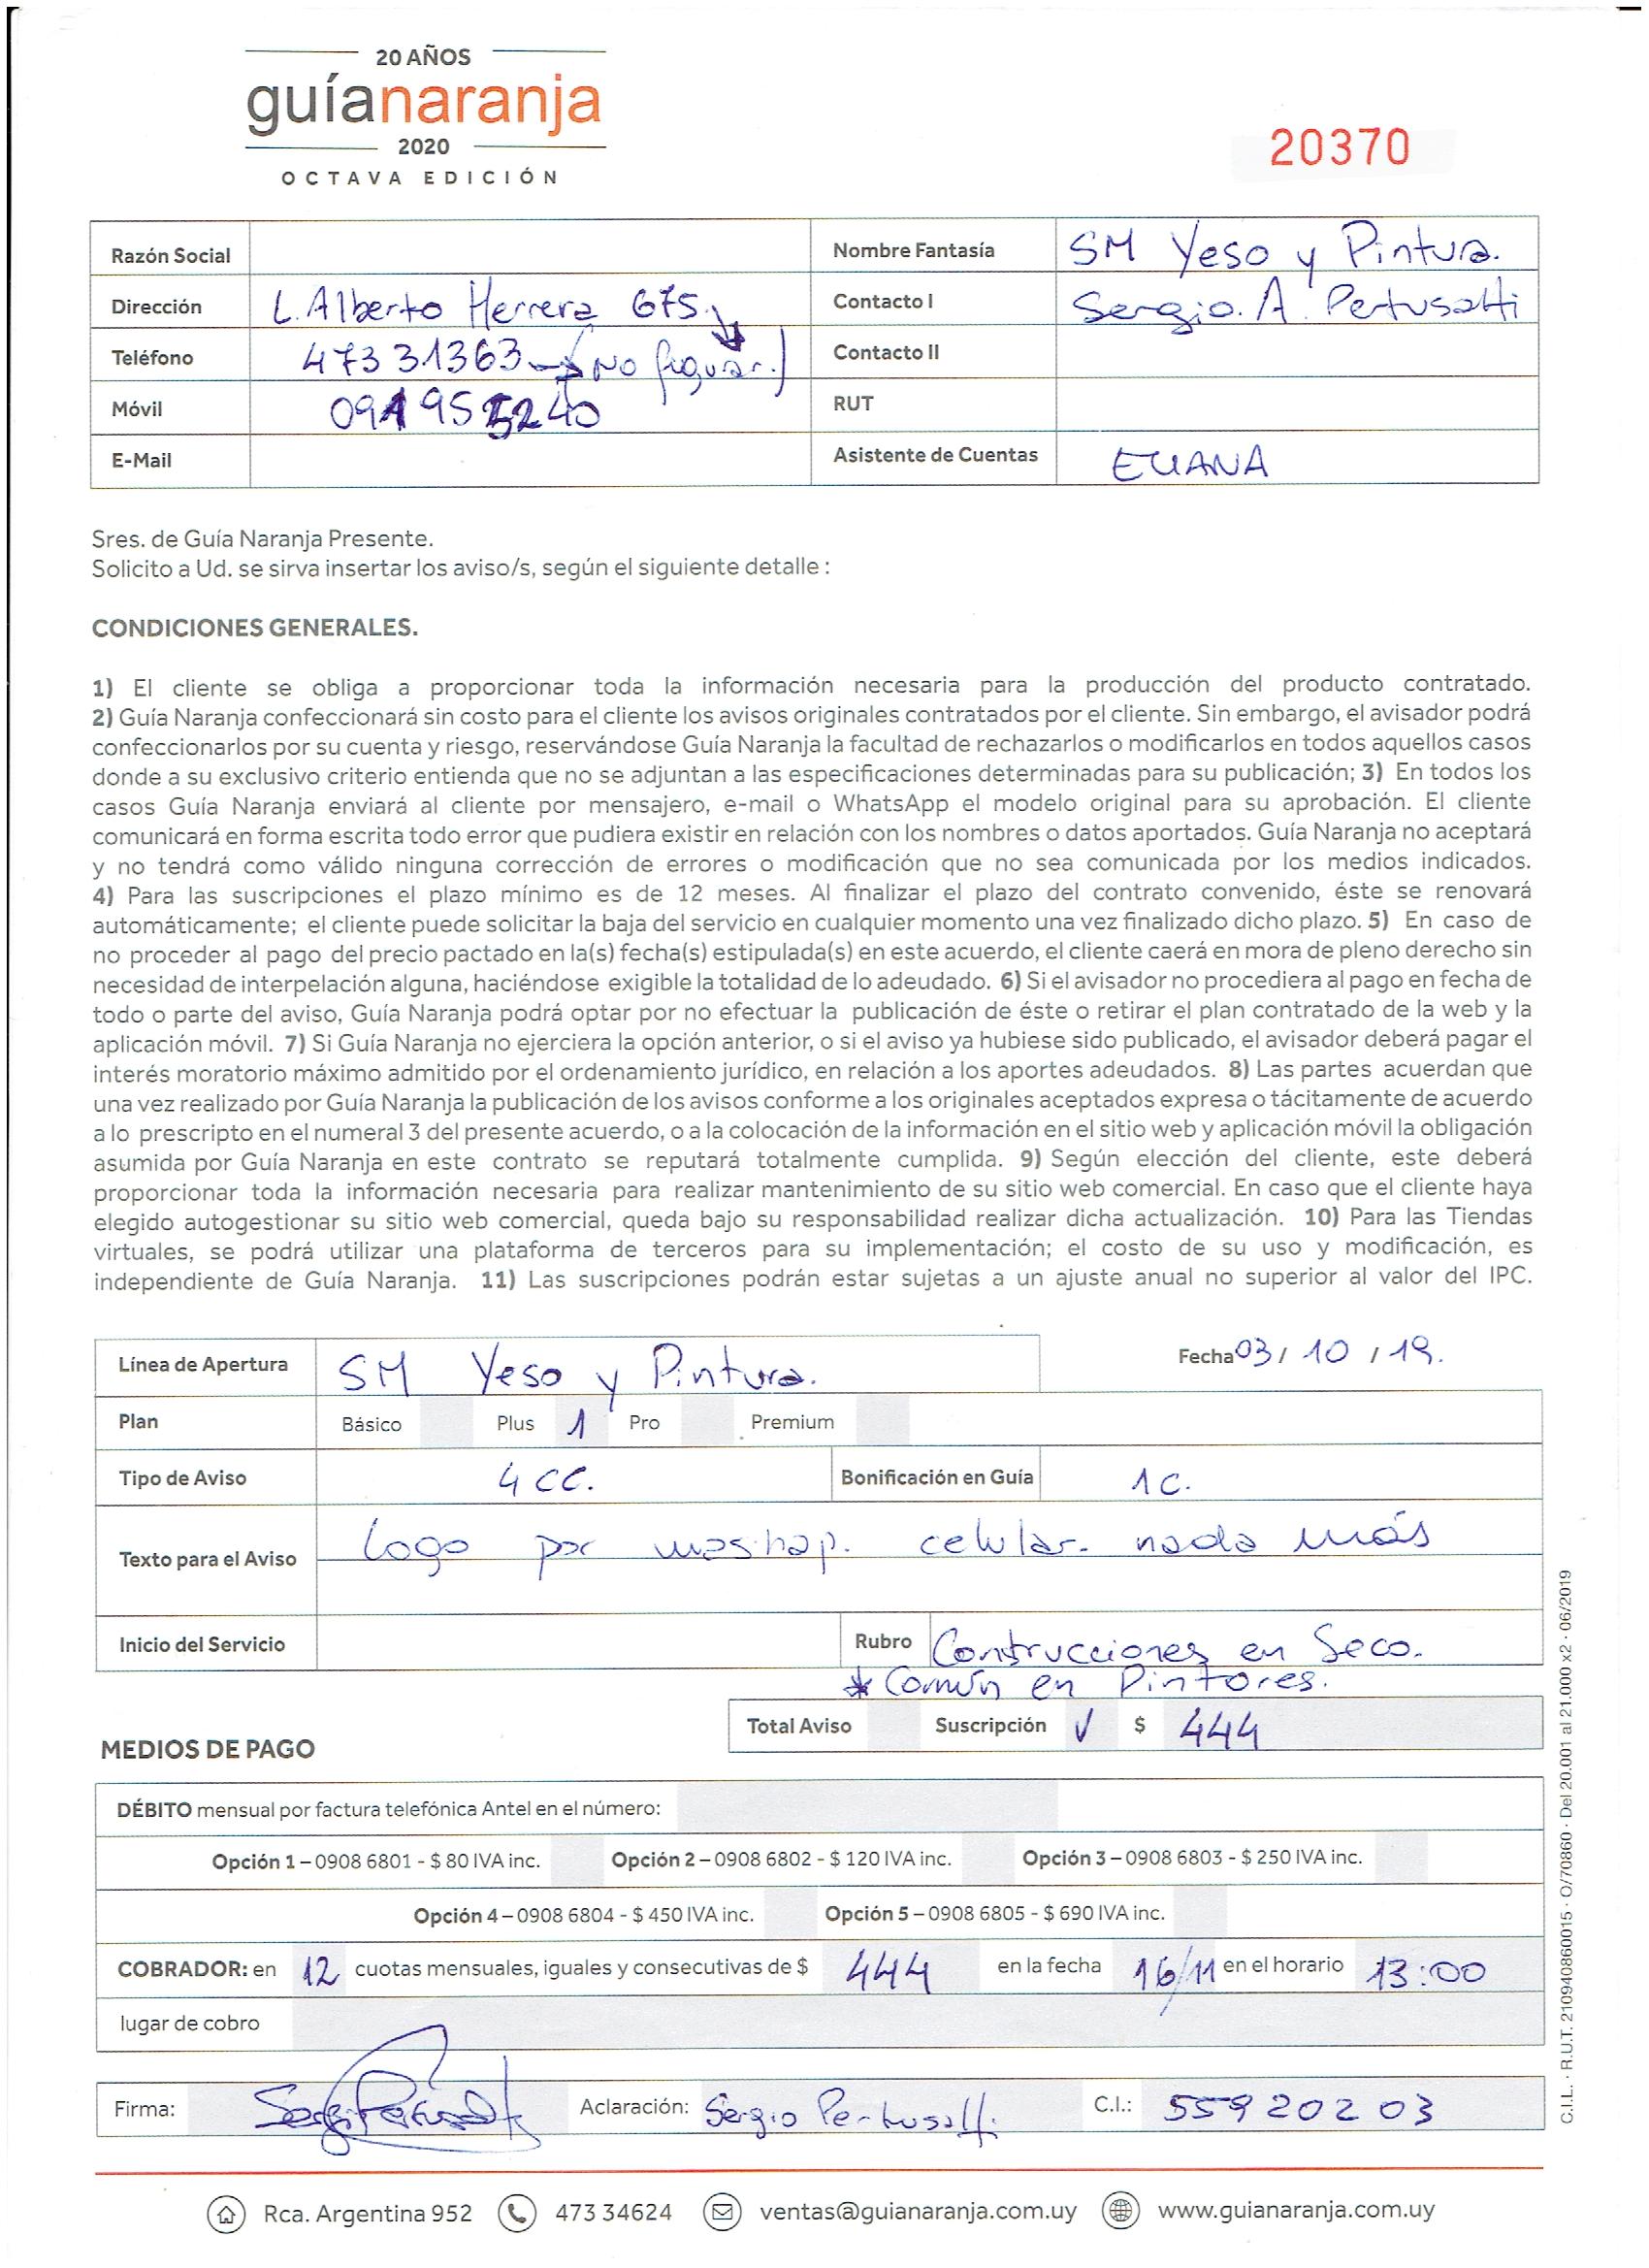 20 AÑOS
guíanaranja
2020
OCTAVA EDICIÓN
20370
Razón Social
Nombre Fantasía SM Yeso y Pintura.
Dirección L. Alberto Herrera 675.
Contacto I Sergio. A. Pertusatti
Teléfono 473 31363 (No figurar.)
Contacto II
Móvil
RUT
E-Mail
Asistente de Cuentas ELIANA
Sres. de Guía Naranja Presente.
Solicito a Ud. se sirva insertar los aviso/s, según el siguiente detalle :
CONDICIONES GENERALES.
1) El cliente se obliga a proporcionar toda la información necesaria para la producción del producto contratado.
2) Guía Naranja confeccionará sin costo para el cliente los avisos originales contratados por el cliente. Sin embargo, el avisador podrá
confeccionarlos por su cuenta y riesgo, reservándose Guía Naranja la facultad de rechazarlos o modificarlos en todos aquellos casos
donde a su exclusivo criterio entienda que no se adjuntan a las especificaciones determinadas para su publicación; 3) En todos los
casos Guía Naranja enviará al cliente por mensajero, e-mail o WhatsApp el modelo original para su aprobación. El cliente
comunicará en forma escrita todo error que pudiera existir en relación con los nombres o datos aportados. Guía Naranja no aceptará
y no tendrá como válido ninguna corrección de errores o modificación que no sea comunicada por los medios indicados.
4) Para las suscripciones el plazo mínimo es de 12 meses. Al finalizar el plazo del contrato convenido, éste se renovará
automáticamente; el cliente puede solicitar la baja del servicio en cualquier momento una vez finalizado dicho plazo. 5) En caso de
no proceder al pago del precio pactado en la(s) fecha(s) estipulada(s) en este acuerdo, el cliente caerá en mora de pleno derecho sin
necesidad de interpelación alguna, haciéndose exigible la totalidad de lo adeudado. 6) Si el avisador no procediera al pago en fecha de
todo o parte del aviso, Guía Naranja podrá optar por no efectuar la publicación de éste o retirar el plan contratado de la web y la
aplicación móvil. 7) Si Guía Naranja no ejerciera la opción anterior, o si el aviso ya hubiese sido publicado, el avisador deberá pagar el
interés moratorio máximo admitido por el ordenamiento jurídico, en relación a los aportes adeudados. 8) Las partes acuerdan que
una vez realizado por Guía Naranja la publicación de los avisos conforme a los originales aceptados expresa o tácitamente de acuerdo
a lo prescripto en el numeral 3 del presente acuerdo, o a la colocación de la información en el sitio web y aplicación móvil la obligación
asumida por Guía Naranja en este contrato se reputará totalmente cumplida. 9) Según elección del cliente, este deberá
proporcionar toda la información necesaria para realizar mantenimiento de su sitio web comercial. En caso que el cliente haya
elegido autogestionar su sitio web comercial, queda bajo su responsabilidad realizar dicha actualización. 10) Para las Tiendas
virtuales, se podrá utilizar una plataforma de terceros para su implementación; el costo de su uso y modificación, es
independiente de Guía Naranja. 11) Las suscripciones podrán estar sujetas a un ajuste anual no superior al valor del IPC.
Línea de Apertura SM Yeso y Pintura.
Fecha 03 / 10 / 19.
Plan Básico Plus 1 Pro Premium
Tipo de Aviso 4 CC. Bonificación en Guía 1 C.
Texto para el Aviso Logo por washap. celular. nada más
Inicio del Servicio
Rubro Construcciones en Seco.
* Común en Pintores.
Total Aviso Suscripción √ $ 444
MEDIOS DE PAGO
DÉBITO mensual por factura telefónica Antel en el número:
Opción 1 – 0908 6801 - $ 80 IVA inc. Opción 2 – 0908 6802 - $ 120 IVA inc. Opción 3 – 0908 6803 - $ 250 IVA inc.
Opción 4 – 0908 6804 - $ 450 IVA inc. Opción 5 – 0908 6805 - $ 690 IVA inc.
COBRADOR: en 12 cuotas mensuales, iguales y consecutivas de $ 444 en la fecha 16/11 en el horario 13:00
lugar de cobro
Firma: Aclaración: Sergio Pertusatti. C.I.: 559 202 03
Rca. Argentina 952 473 34624 ventas@guianaranja.com.uy www.guianaranja.com.uy
C.I.L. · R.U.T. 210940860015 · O/70860 · Del 20.001 al 21.000 x2 · 06/2019